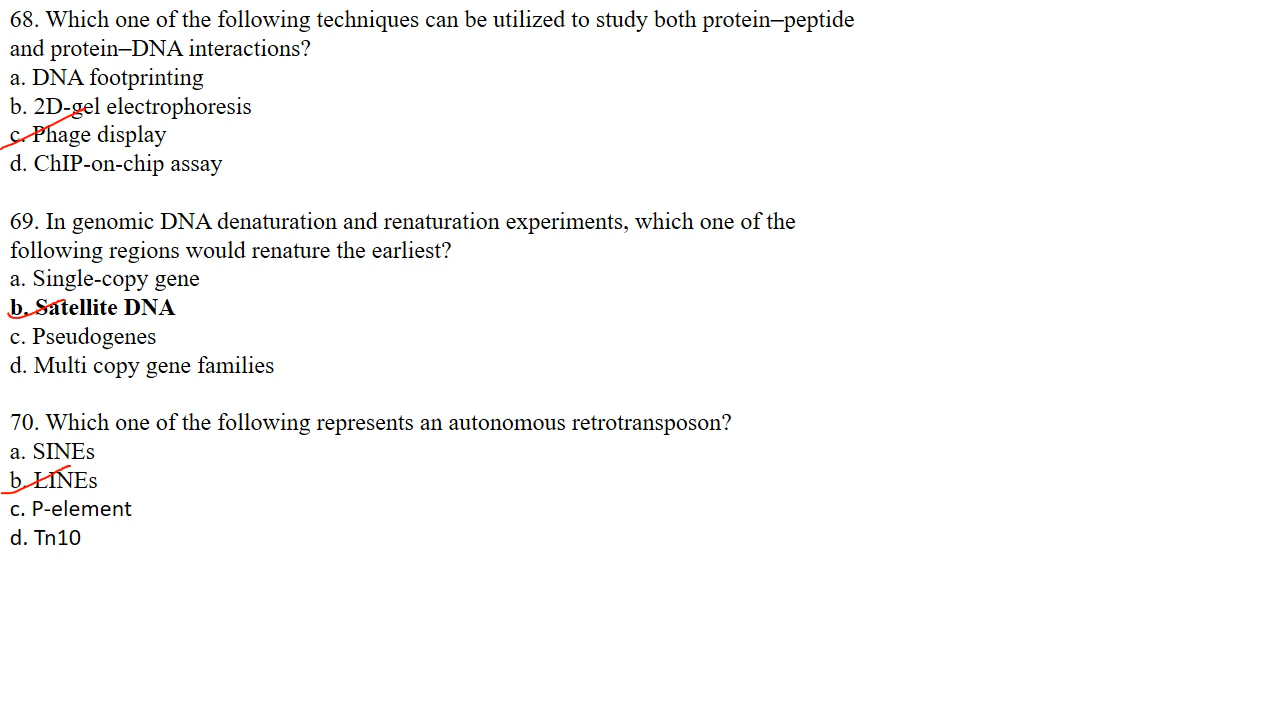 68. Which one of the following techniques can be utilized to study both protein–peptide
and protein–DNA interactions?
a. DNA footprinting
b. 2D-gel electrophoresis
c. Phage display
d. ChIP-on-chip assay
69. In genomic DNA denaturation and renaturation experiments, which one of the
following regions would renature the earliest?
a. Single-copy gene
b. Satellite DNA
c. Pseudogenes
d. Multi copy gene families
70. Which one of the following represents an autonomous retrotransposon?
a. SINEs
b. LINEs
c. P-element
d. Tn10